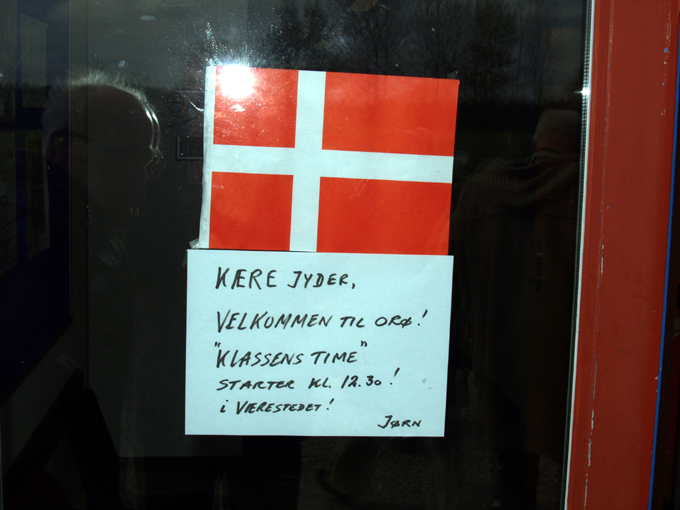 KÆRE JYDER,
VELKOMMEN TIL ORØ!
"KLASSENS TIME"
STARTER KL. 12.30!
i VÆRESTEDET!
JØRN